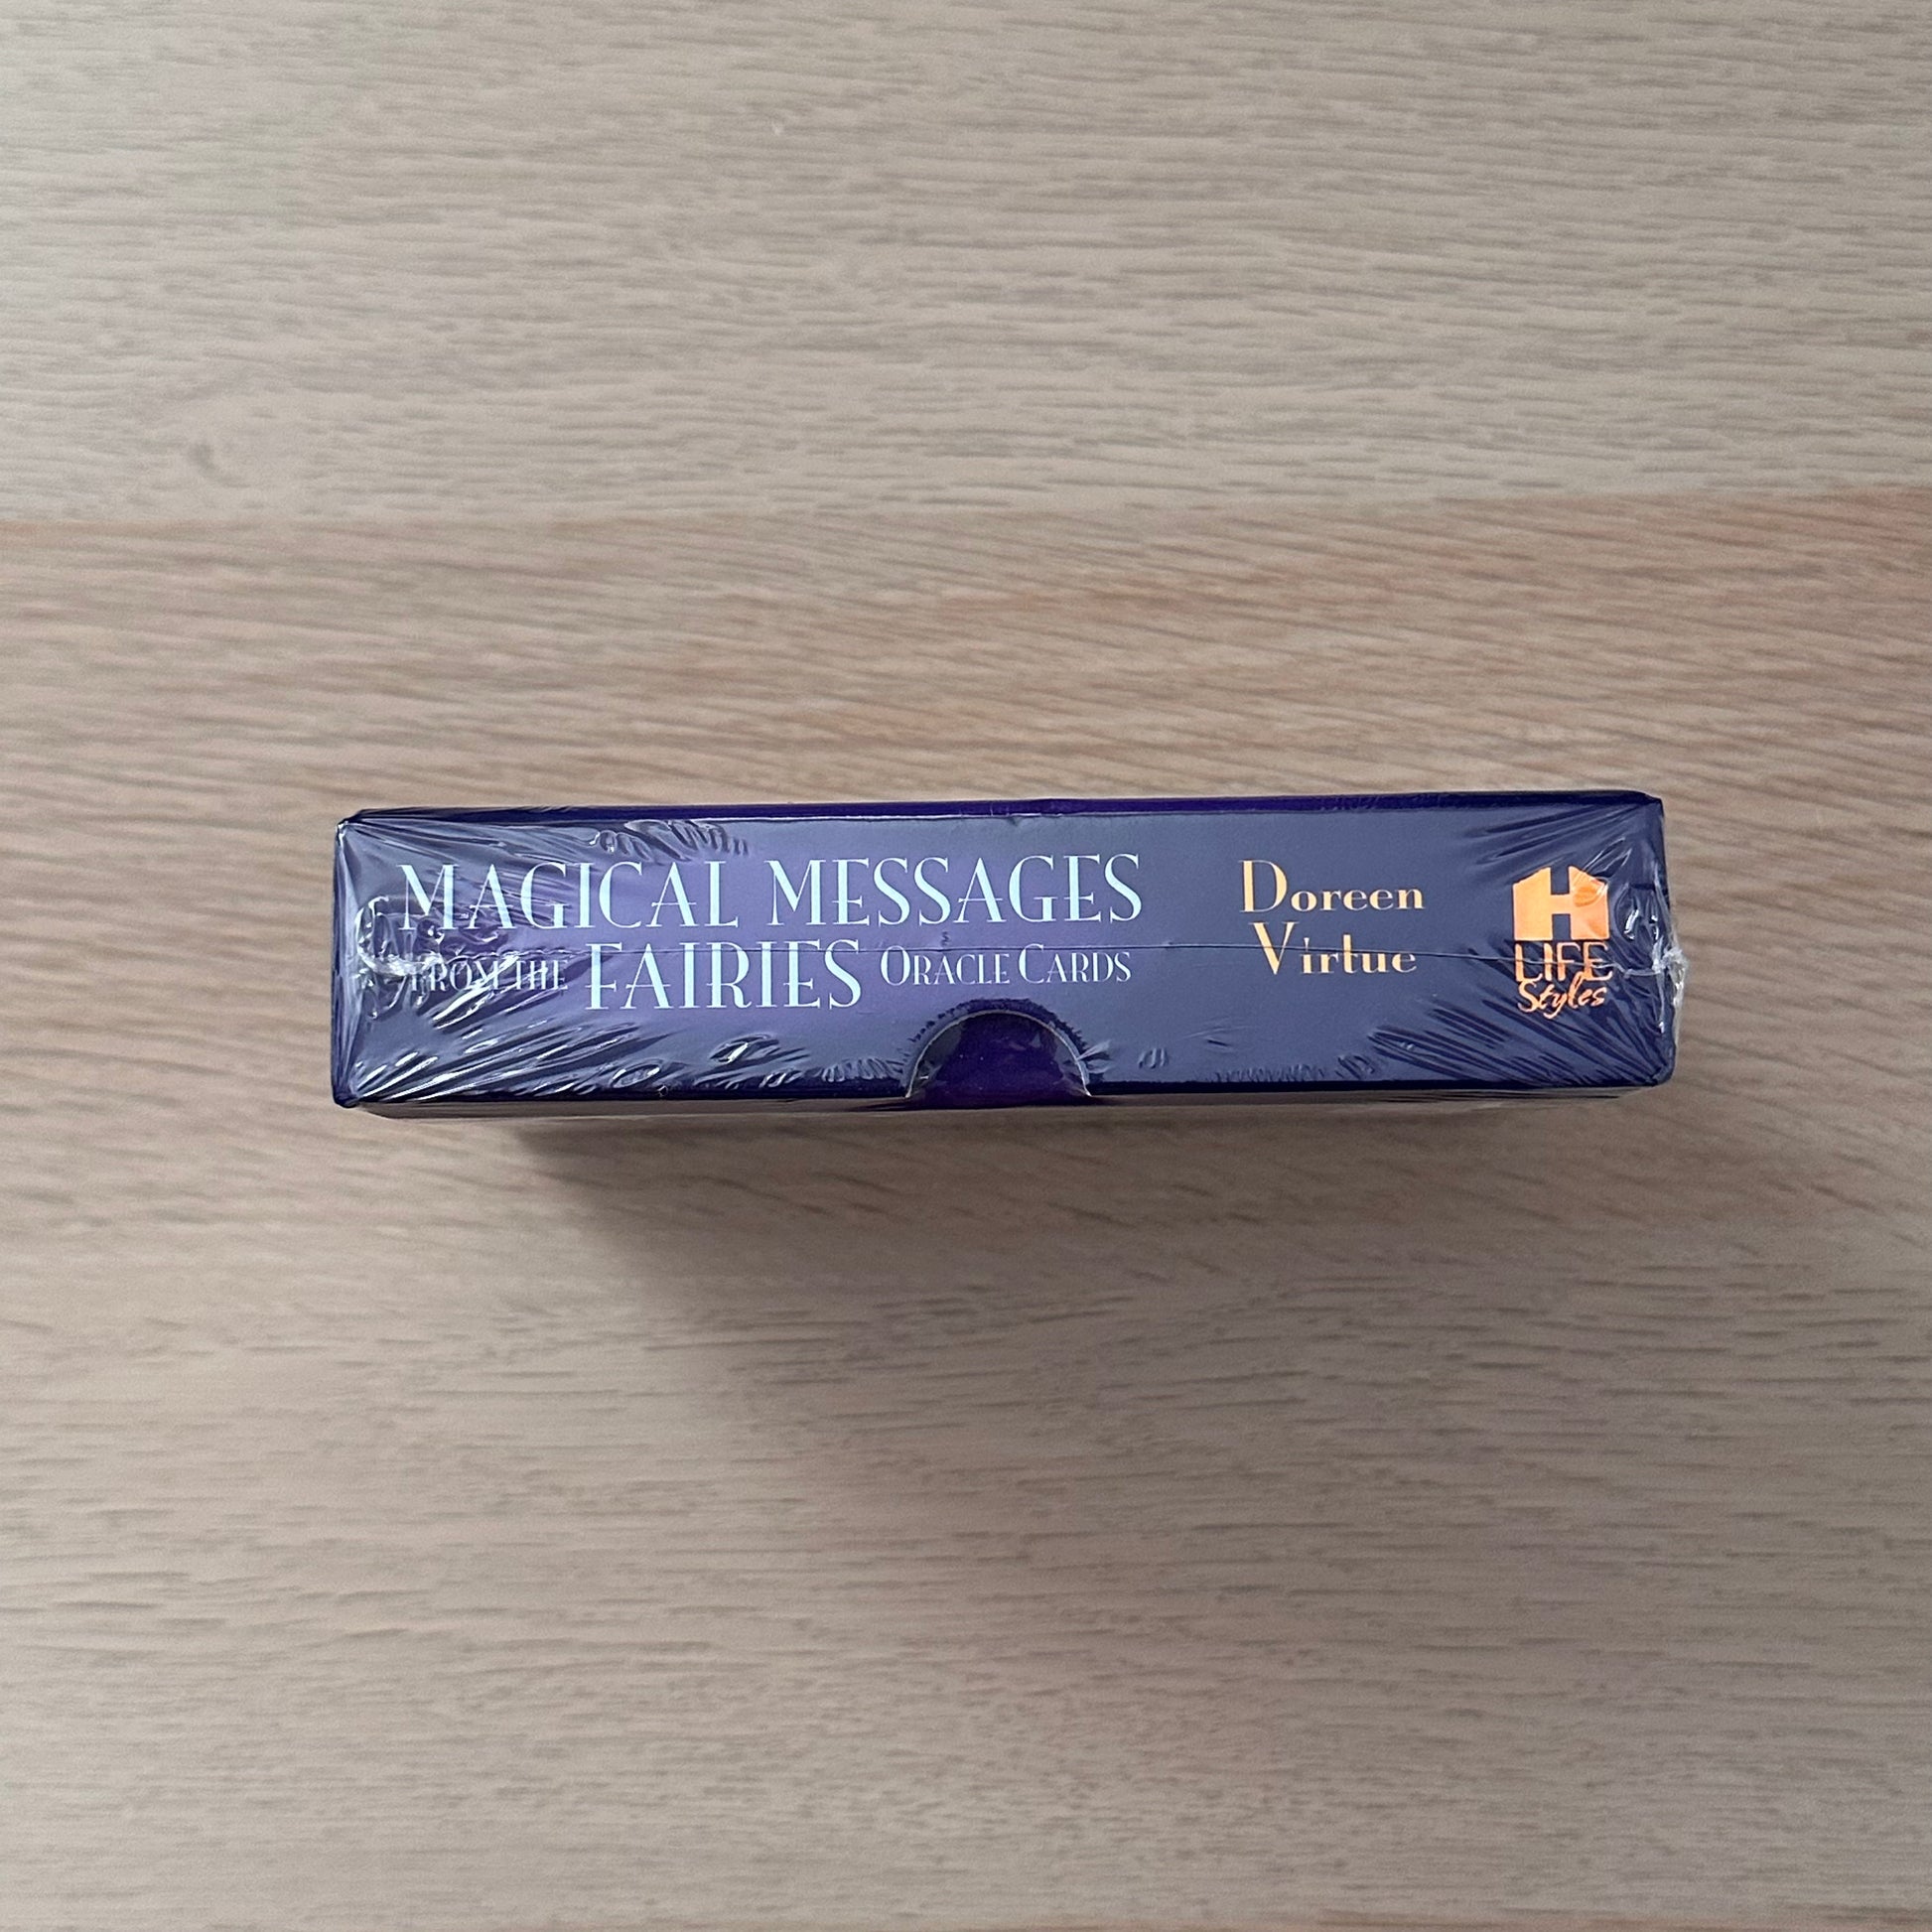 MAGICAL MESSAGES
FROM THE FAIRIES ORACLE CARDS
Doreen
Virtue
H
LIFE
Styles